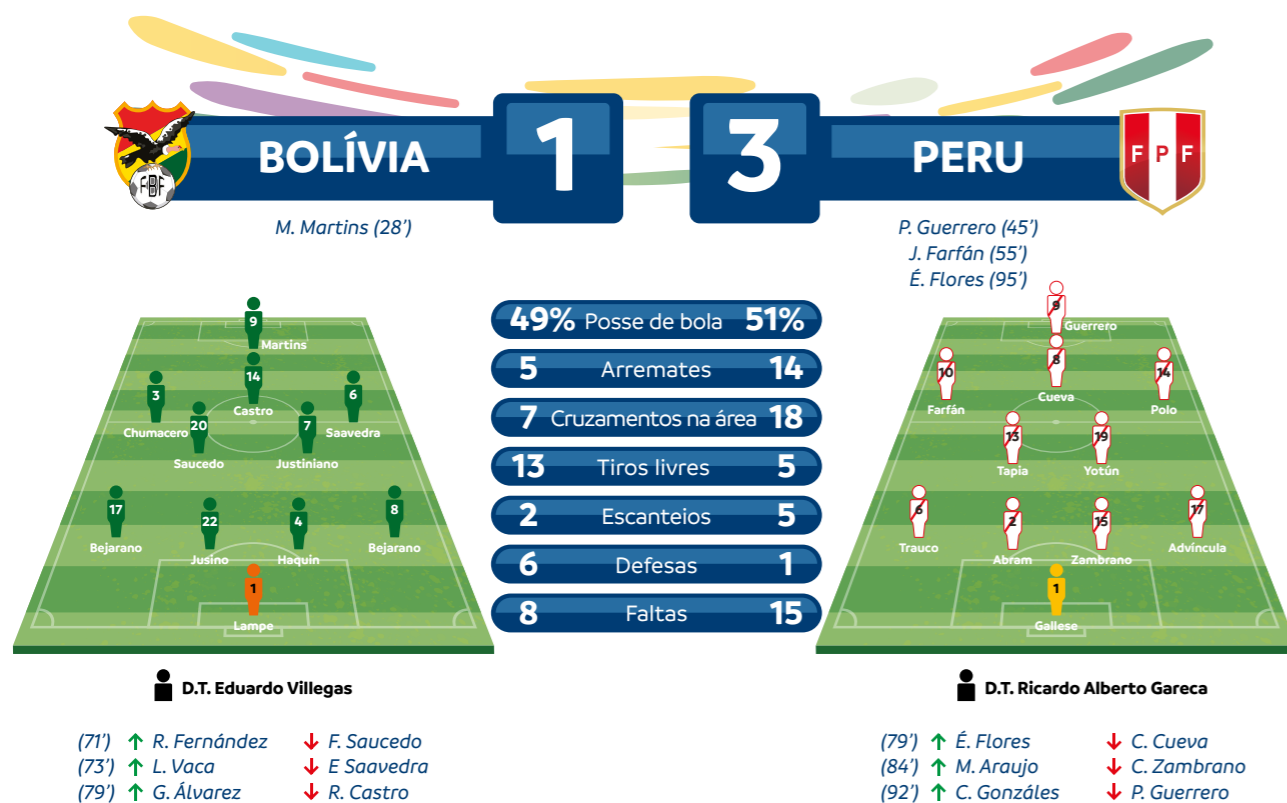 BOLÍVIA 1 3 PERU
FBF
F P F
M. Martins (28’)
P. Guerrero (45’)
J. Farfán (55’)
É. Flores (95’)
9
Martins
14
Castro
3
Chumacero
6
Saavedra
20
Saucedo
7
Justiniano
17
Bejarano
22
Jusino
4
Haquin
8
Bejarano
1
Lampe
49% Posse de bola 51%
5 Arremates 14
7 Cruzamentos na área 18
13 Tiros livres 5
2 Escanteios 5
6 Defesas 1
8 Faltas 15
9
Guerrero
8
Cueva
10
Farfán
14
Polo
13
Tapia
19
Yotún
6
Trauco
2
Abram
15
Zambrano
17
Advíncula
1
Gallese
D.T. Eduardo Villegas
(71’) ↑ R. Fernández ↓ F. Saucedo
(73’) ↑ L. Vaca ↓ E Saavedra
(79’) ↑ G. Álvarez ↓ R. Castro
D.T. Ricardo Alberto Gareca
(79’) ↑ É. Flores ↓ C. Cueva
(84’) ↑ M. Araujo ↓ C. Zambrano
(92’) ↑ C. Gonzáles ↓ P. Guerrero